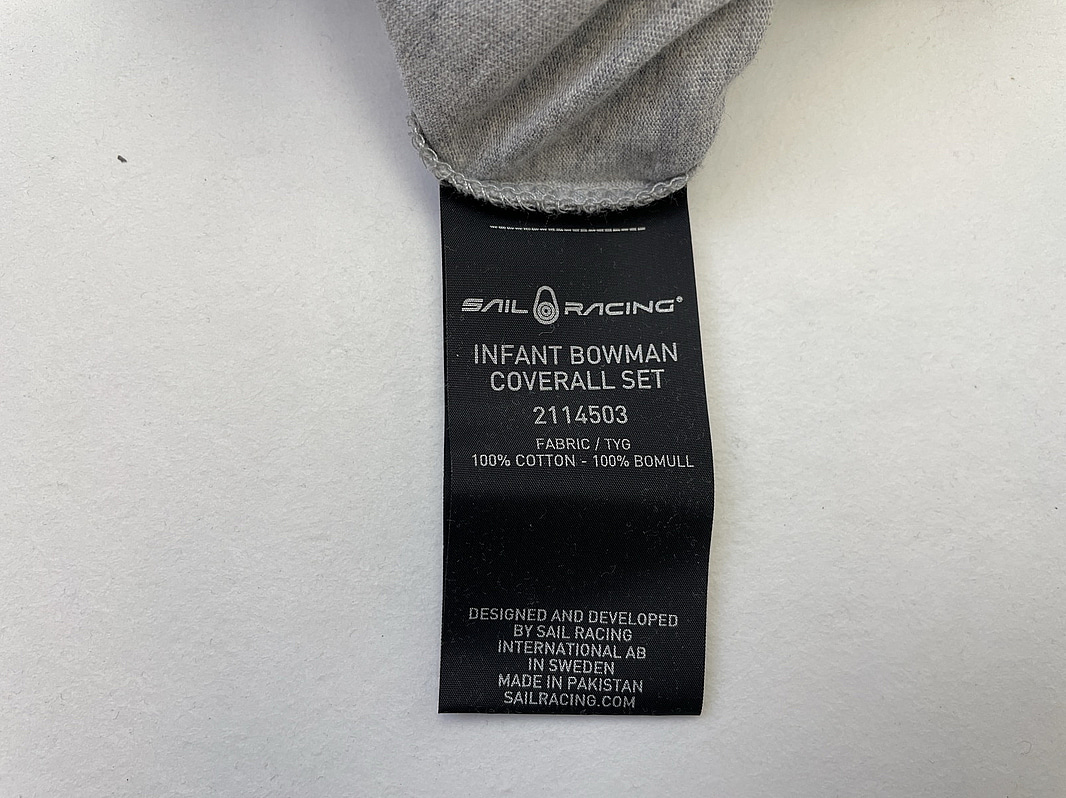 SAIL RACING®
INFANT BOWMAN
COVERALL SET
2114503
FABRIC / TYG
100% COTTON - 100% BOMULL
DESIGNED AND DEVELOPED
BY SAIL RACING
INTERNATIONAL AB
IN SWEDEN
MADE IN PAKISTAN
SAILRACING.COM